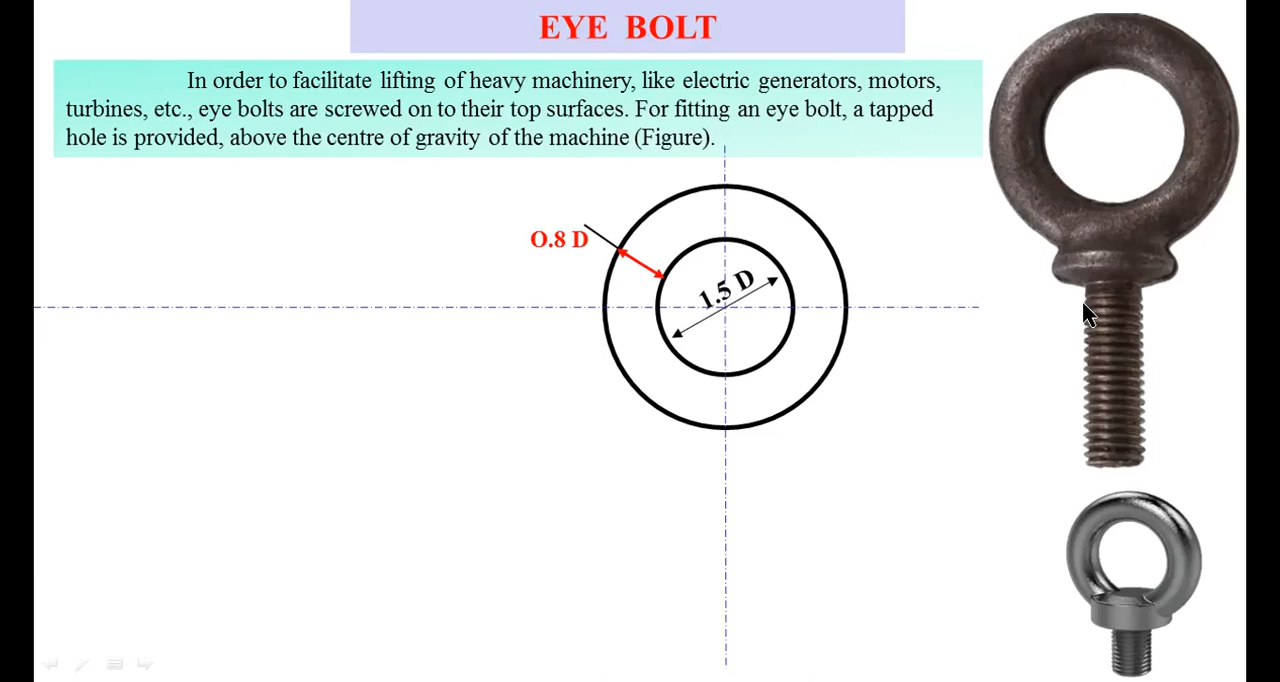 EYE BOLT
In order to facilitate lifting of heavy machinery, like electric generators, motors,
turbines, etc., eye bolts are screwed on to their top surfaces. For fitting an eye bolt, a tapped
hole is provided, above the centre of gravity of the machine (Figure).
O.8 D
1.5 D